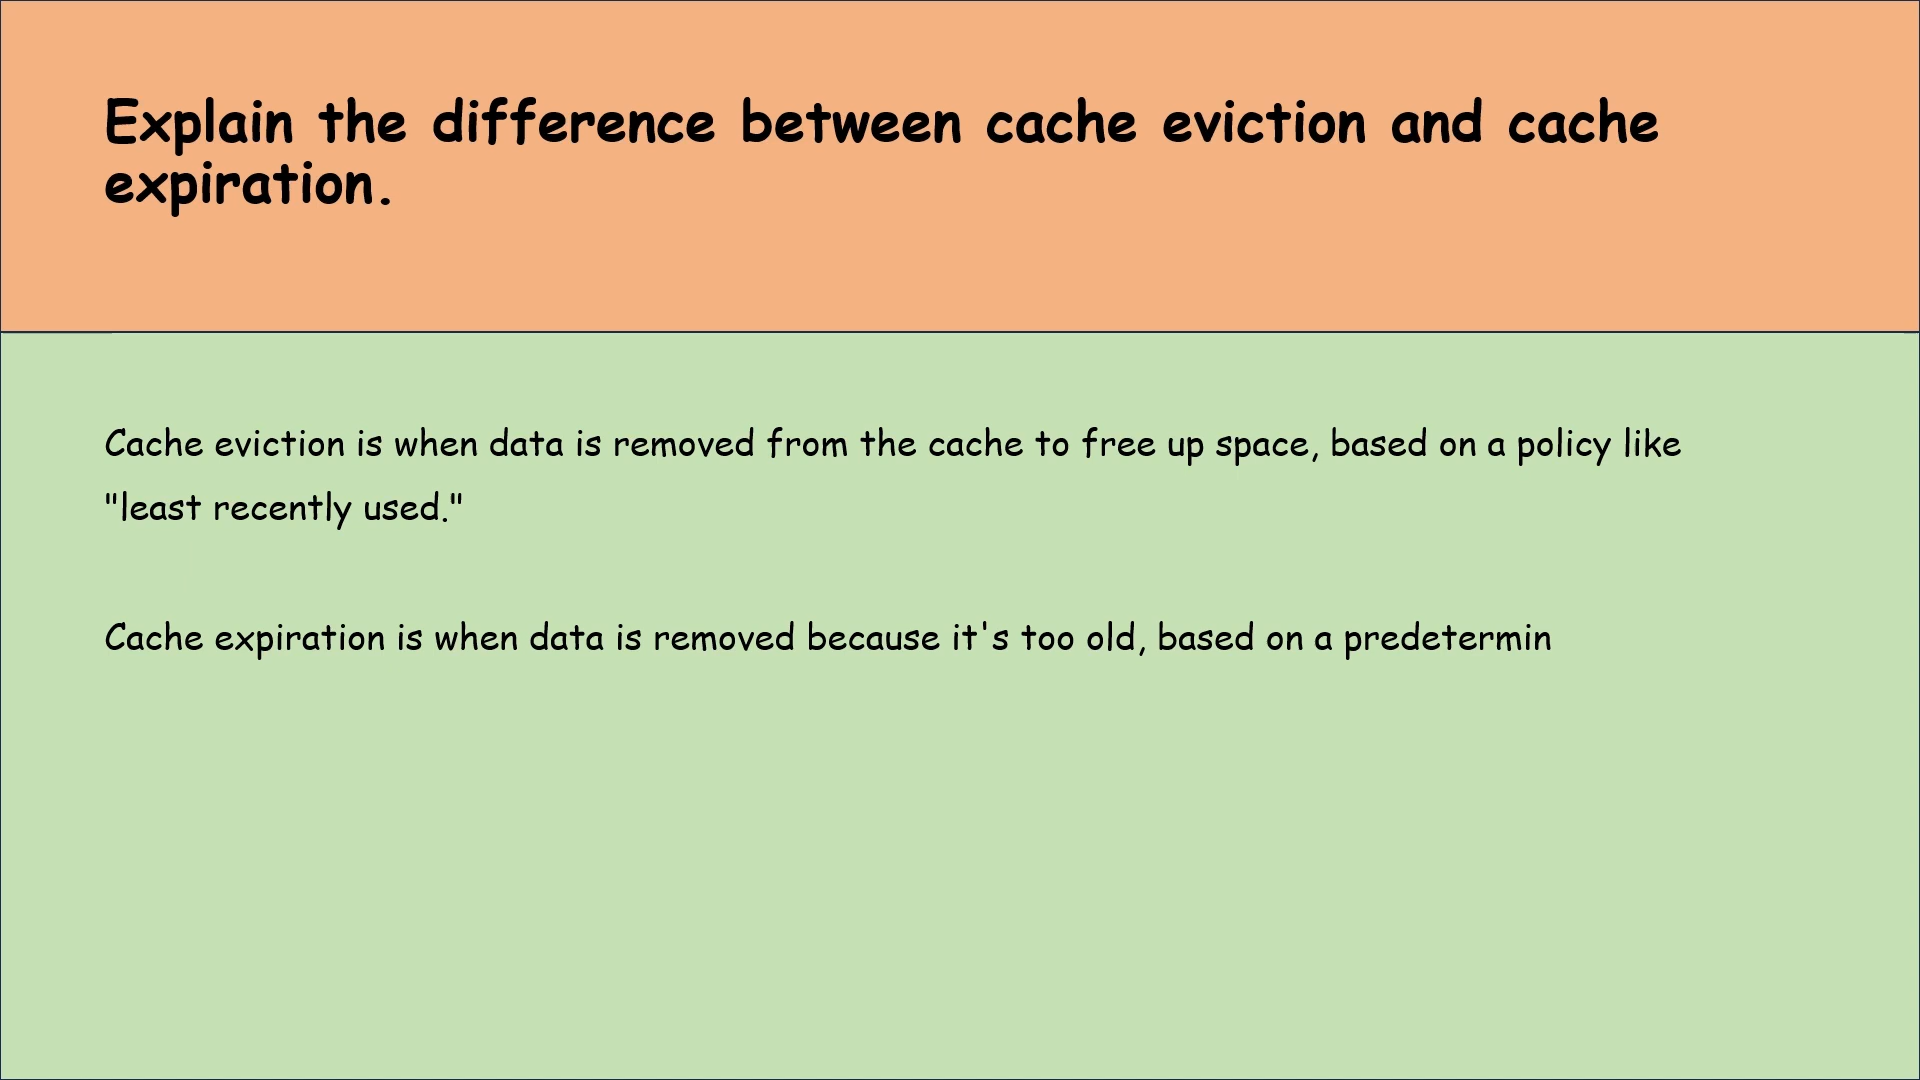 Explain the difference between cache eviction and cache
expiration.
Cache eviction is when data is removed from the cache to free up space, based on a policy like
"least recently used."
Cache expiration is when data is removed because it's too old, based on a predetermin